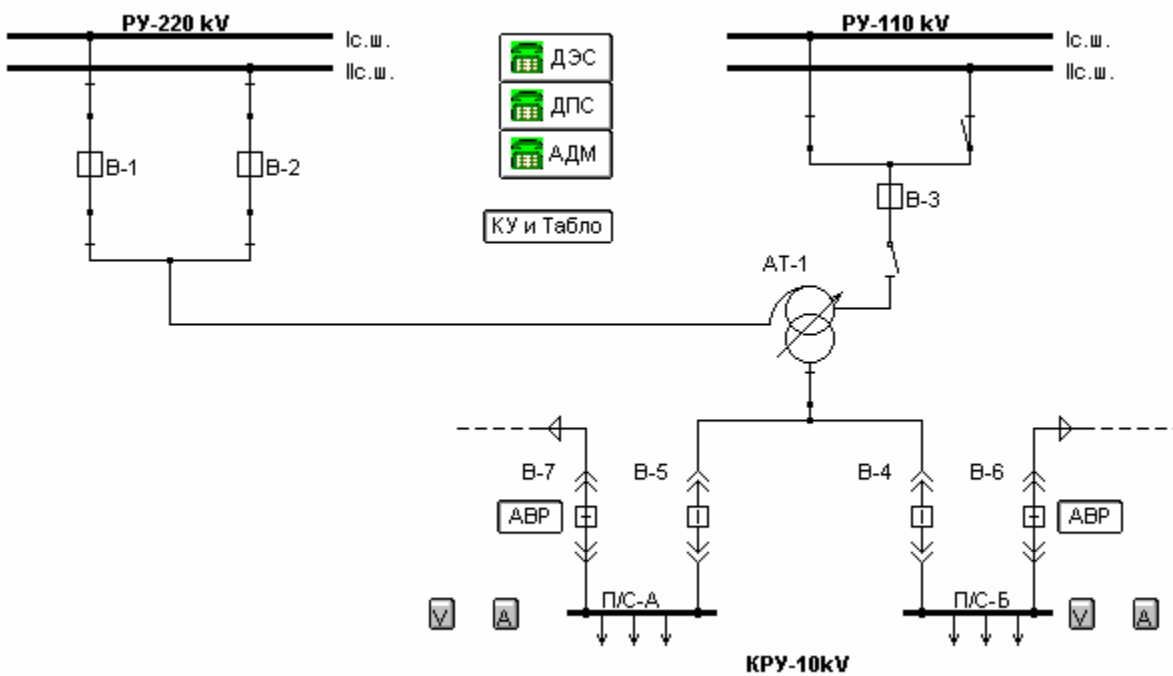 РУ-220 kV
РУ-110 kV
Iс.ш.
IIс.ш.
Iс.ш.
IIс.ш.
ДЭС
ДПС
АДМ
В-1
В-2
В-3
КУ и Табло
АТ-1
В-7
В-5
В-4
В-6
АВР
АВР
П/С-А
П/С-Б
V
A
V
A
КРУ-10kV